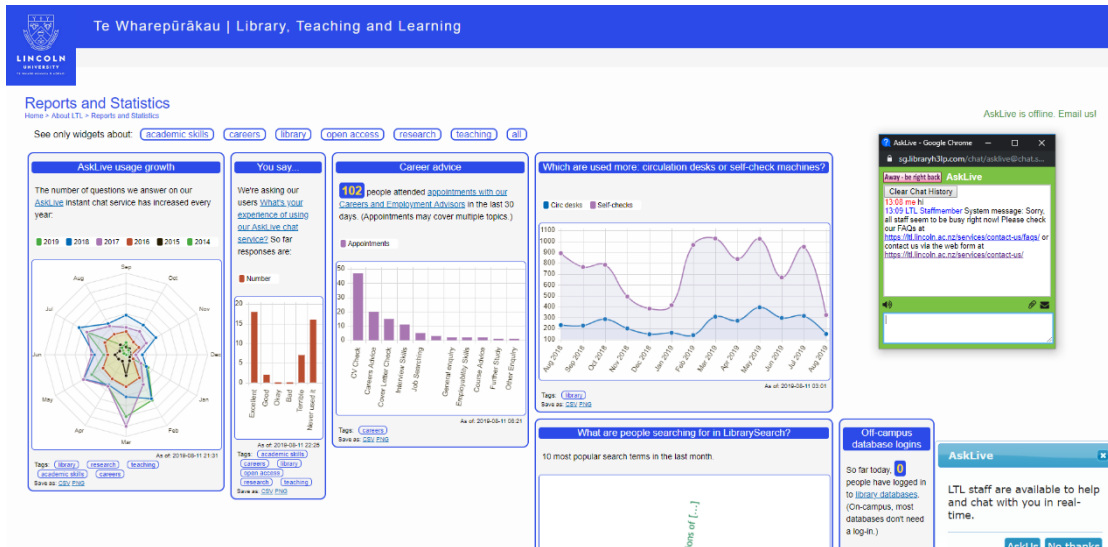 Te Wharepūrākau | Library, Teaching and Learning
LINCOLN
UNIVERSITY
Reports and Statistics
Home > About LTL > Reports and Statistics
AskLive is offline. Email us!
See only widgets about: academic skills careers library open access research teaching all
AskLive usage growth
The number of questions we answer on our
AskLive instant chat service has increased every
year:
2019 2018 2017 2016 2015 2014
Sep
Oct
Nov
Dec
Jan
Feb
Mar
Apr
May
Jun
Jul
Aug
As of: 2019-08-11 21:31
Tags: library research teaching
academic skills careers
Save as: CSV PNG
You say...
We're asking our
users What's your
experience of using
our AskLive chat
service? So far
responses are:
Number
20
15
10
5
0
Excellent
Good
Okay
Bad
Terrible
Never used it
As of: 2019-08-11 22:25
Tags: academic skills
careers library
open access
research teaching
Save as: CSV PNG
Career advice
102 people attended appointments with our
Careers and Employment Advisors in the last 30
days. (Appointments may cover multiple topics.)
Appointments
50
40
30
20
10
0
CV Check
Careers Advice
Cover Letter Check
Interview Skills
Job Searching
General enquiry
Employability Skills
Course Advice
Further Study
Other Enquiry
As of: 2019-08-11 08:21
Tags: careers
Save as: CSV PNG
Which are used more: circulation desks or self-check machines?
Circ desks Self-checks
1100
1000
900
800
700
600
500
400
300
200
100
Aug 2018
Sep 2018
Oct 2018
Nov 2018
Dec 2018
Jan 2019
Feb 2019
Mar 2019
Apr 2019
May 2019
Jun 2019
Jul 2019
Aug 2019
As of: 2019-08-11 03:01
Tags: library
Save as: CSV PNG
AskLive - Google Chrome
sg.libraryh3lp.com/chat/asklive@chat.s...
Away - be right back AskLive
Clear Chat History
13:08 me hi
13:09 LTL Staffmember System message: Sorry,
all staff seem to be busy right now! Please check
our FAQs at
https://ltl.lincoln.ac.nz/services/contact-us/faqs/ or
contact us via the web form at
https://ltl.lincoln.ac.nz/services/contact-us/
What are people searching for in LibrarySearch?
10 most popular search terms in the last month.
ons of [...]
Off-campus
database logins
So far today, 0
people have logged in
to library databases.
(On-campus, most
databases don't need
a log-in.)
AskLive
LTL staff are available to help
and chat with you in real-
time.
AskUs No thanks